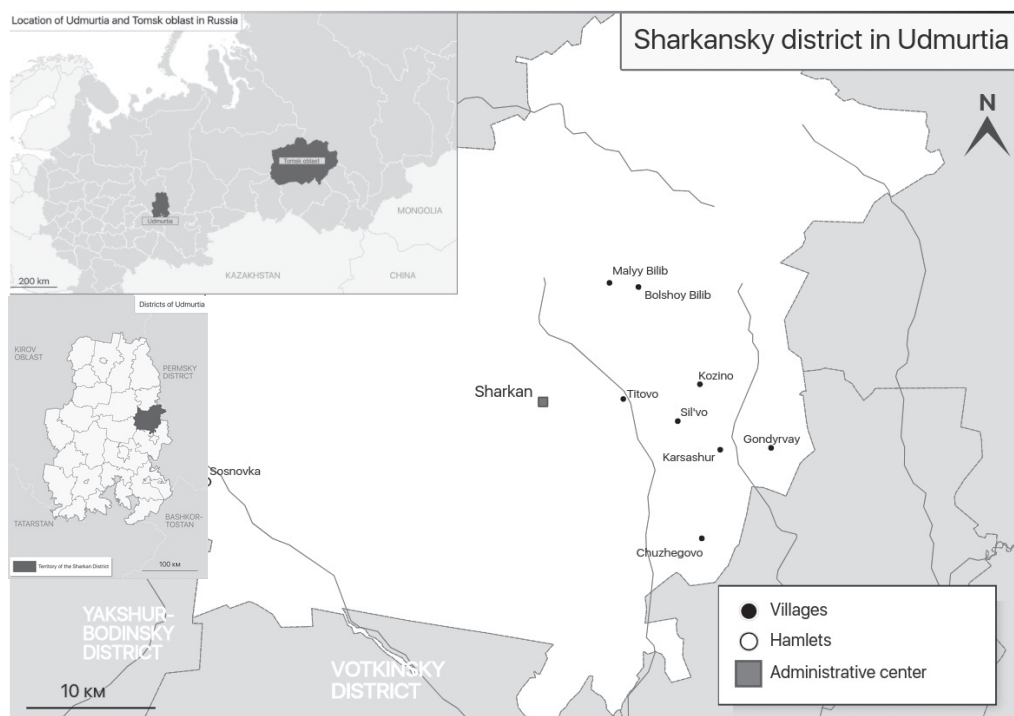 Location of Udmurtia and Tomsk oblast in Russia
Sharkansky district in Udmurtia
N
Tomsk oblast
Udmurtia
MONGOLIA
KAZAKHSTAN
CHINA
200 km
Districts of Udmurtia
KIROV
OBLAST
PERMSKY
DISTRCT
TATARSTAN
BASHKOR-
TOSTAN
Territory of the Sharkan District
100 км
Malyy Bilib
Bolshoy Bilib
Kozino
Sharkan
Titovo
Sil'vo
Gondyrvay
Karsashur
Sosnovka
Chuzhegovo
YAKSHUR-
BODINSKY
DISTRICT
VOTKINSKY
DISTRICT
10 км
Villages
Hamlets
Administrative center